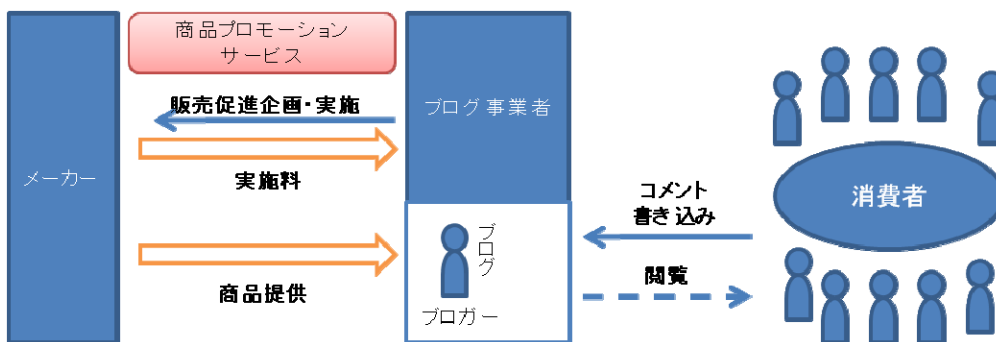 商品プロモーション
サービス
販売促進企画・実施
実施料
商品提供
メーカー
ブログ事業者
ブログ
ブロガー
コメント
書き込み
閲覧
消費者